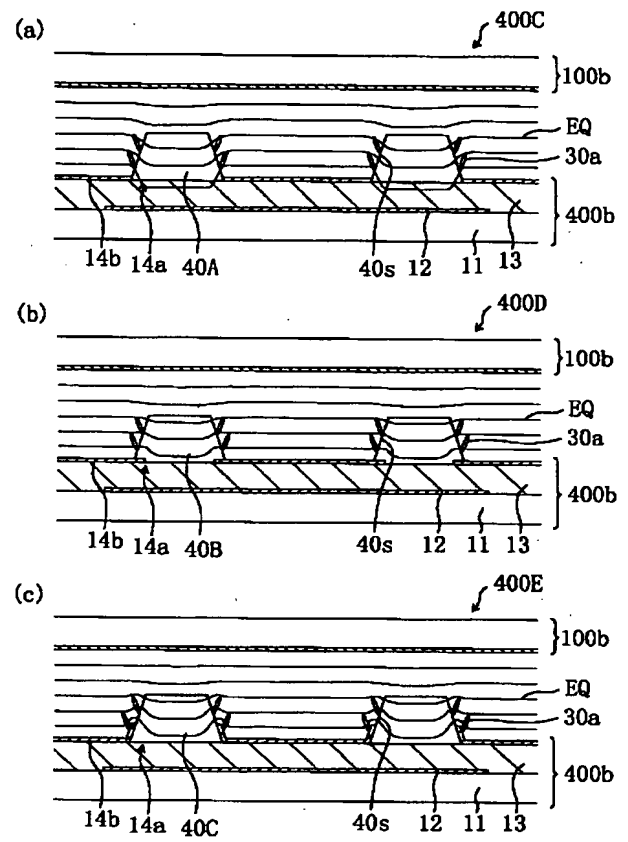 (a)
400C
100b
EQ
30a
400b
14b 14a 40A 40s 12 11 13
(b)
400D
100b
EQ
30a
400b
14b 14a 40B 40s 12 11 13
(c)
400E
100b
EQ
30a
400b
14b 14a 40C 40s 12 11 13